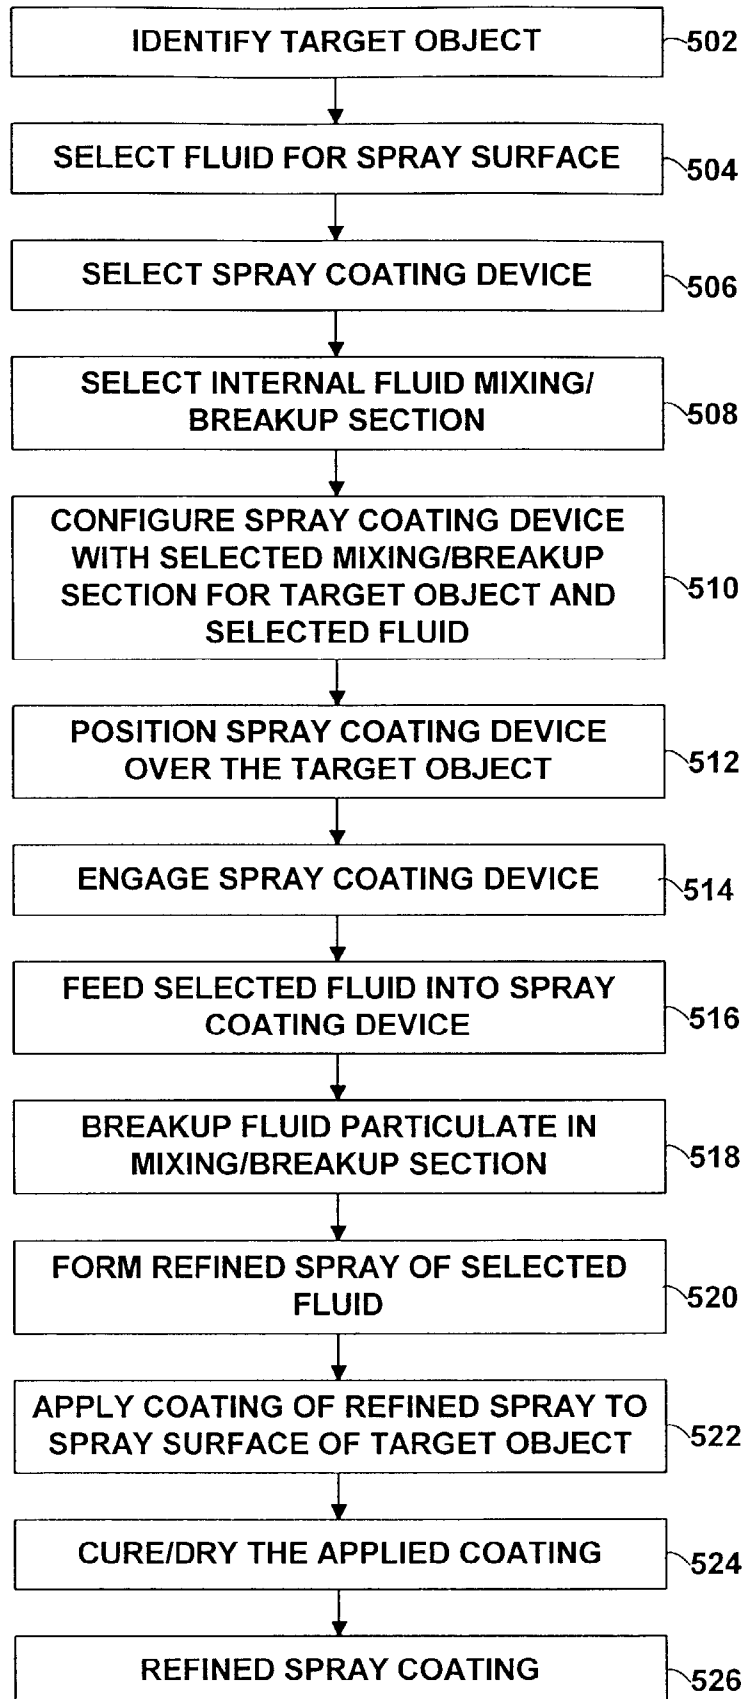 IDENTIFY TARGET OBJECT
502
SELECT FLUID FOR SPRAY SURFACE
504
SELECT SPRAY COATING DEVICE
506
SELECT INTERNAL FLUID MIXING/
BREAKUP SECTION
508
CONFIGURE SPRAY COATING DEVICE
WITH SELECTED MIXING/BREAKUP
SECTION FOR TARGET OBJECT AND
SELECTED FLUID
510
POSITION SPRAY COATING DEVICE
OVER THE TARGET OBJECT
512
ENGAGE SPRAY COATING DEVICE
514
FEED SELECTED FLUID INTO SPRAY
COATING DEVICE
516
BREAKUP FLUID PARTICULATE IN
MIXING/BREAKUP SECTION
518
FORM REFINED SPRAY OF SELECTED
FLUID
520
APPLY COATING OF REFINED SPRAY TO
SPRAY SURFACE OF TARGET OBJECT
522
CURE/DRY THE APPLIED COATING
524
REFINED SPRAY COATING
526